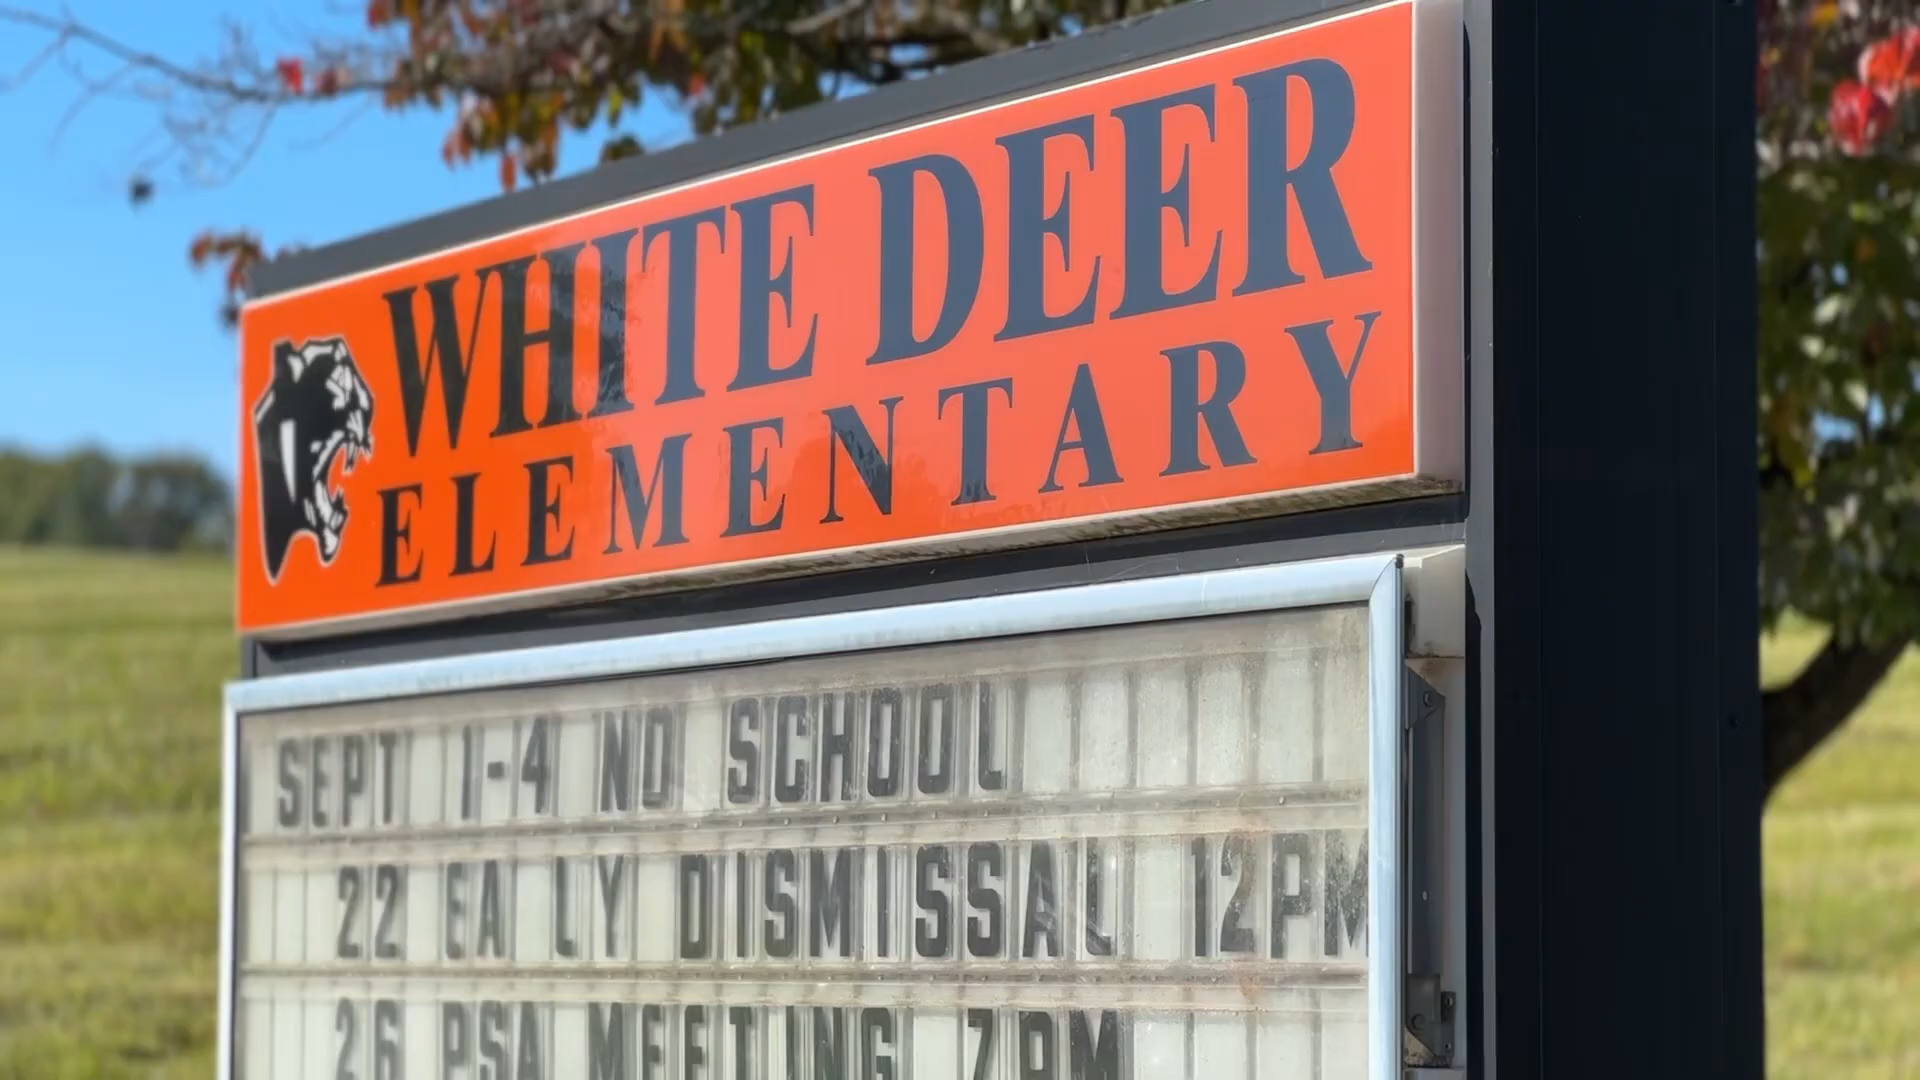 WHITE DEER
ELEMENTARY
SEPT 1-4 NO SCHOOL
22 EA LY DISMISSAL 12PM
26 PSA MEETING 7PM